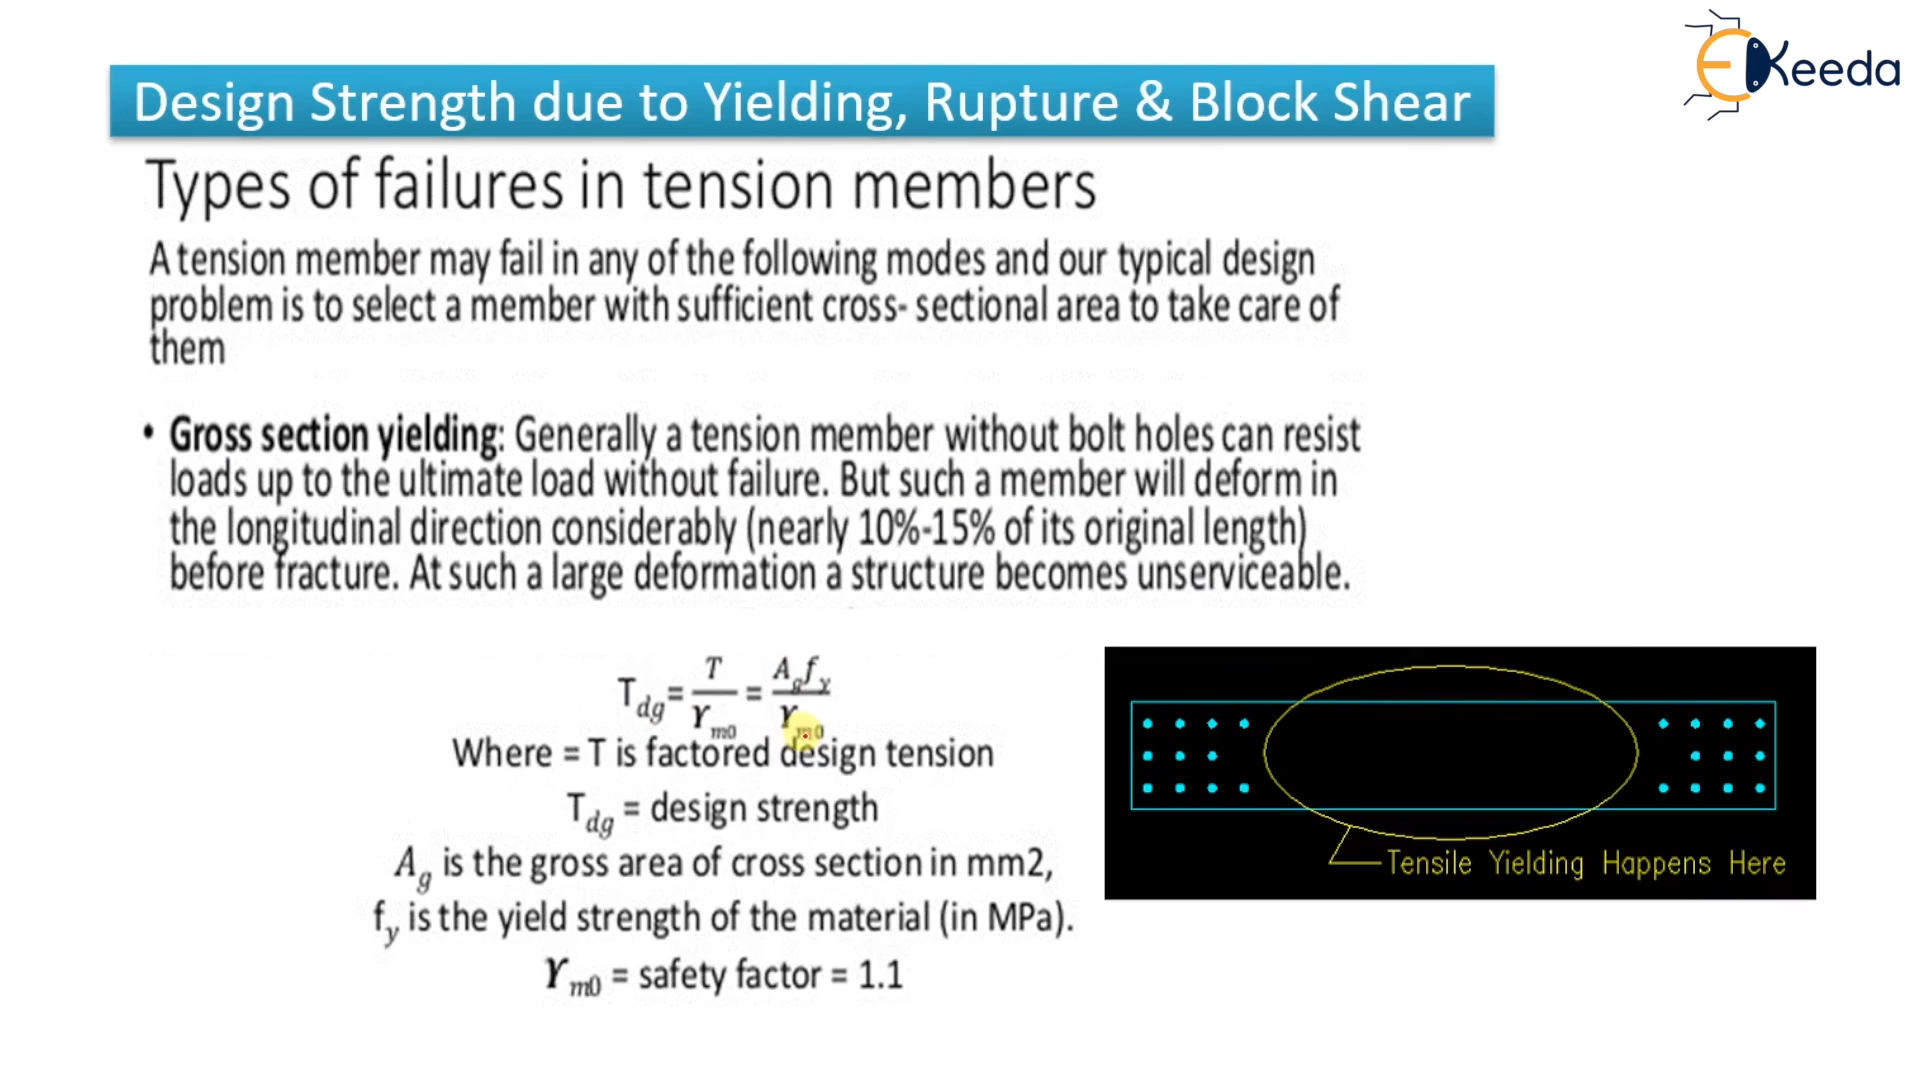 Keeda
Design Strength due to Yielding, Rupture & Block Shear
Types of failures in tension members
A tension member may fail in any of the following modes and our typical design
problem is to select a member with sufficient cross- sectional area to take care of
them
• Gross section yielding: Generally a tension member without bolt holes can resist
loads up to the ultimate load without failure. But such a member will deform in
the longitudinal direction considerably (nearly 10%-15% of its original length)
before fracture. At such a large deformation a structure becomes unserviceable.
T_dg = T/ϒ_m0 = A_g f_y/ϒ_m0
Where = T is factored design tension
T_dg = design strength
A_g is the gross area of cross section in mm2,
f_y is the yield strength of the material (in MPa).
ϒ_m0 = safety factor = 1.1
Tensile Yielding Happens Here